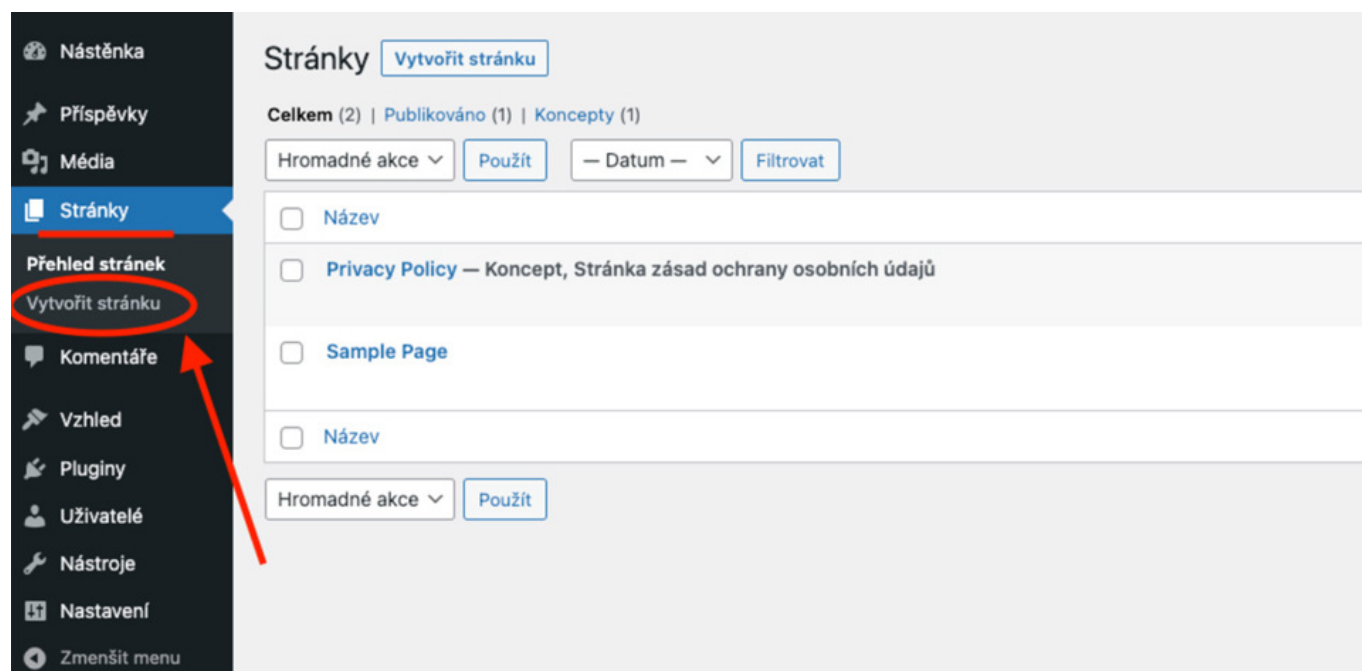 Nástěnka
Příspěvky
Média
Stránky
Přehled stránek
Vytvořit stránku
Komentáře
Vzhled
Pluginy
Uživatelé
Nástroje
Nastavení
Zmenšit menu
Stránky Vytvořit stránku
Celkem (2) | Publikováno (1) | Koncepty (1)
Hromadné akce Použít — Datum — Filtrovat
Název
Privacy Policy — Koncept, Stránka zásad ochrany osobních údajů
Sample Page
Název
Hromadné akce Použít